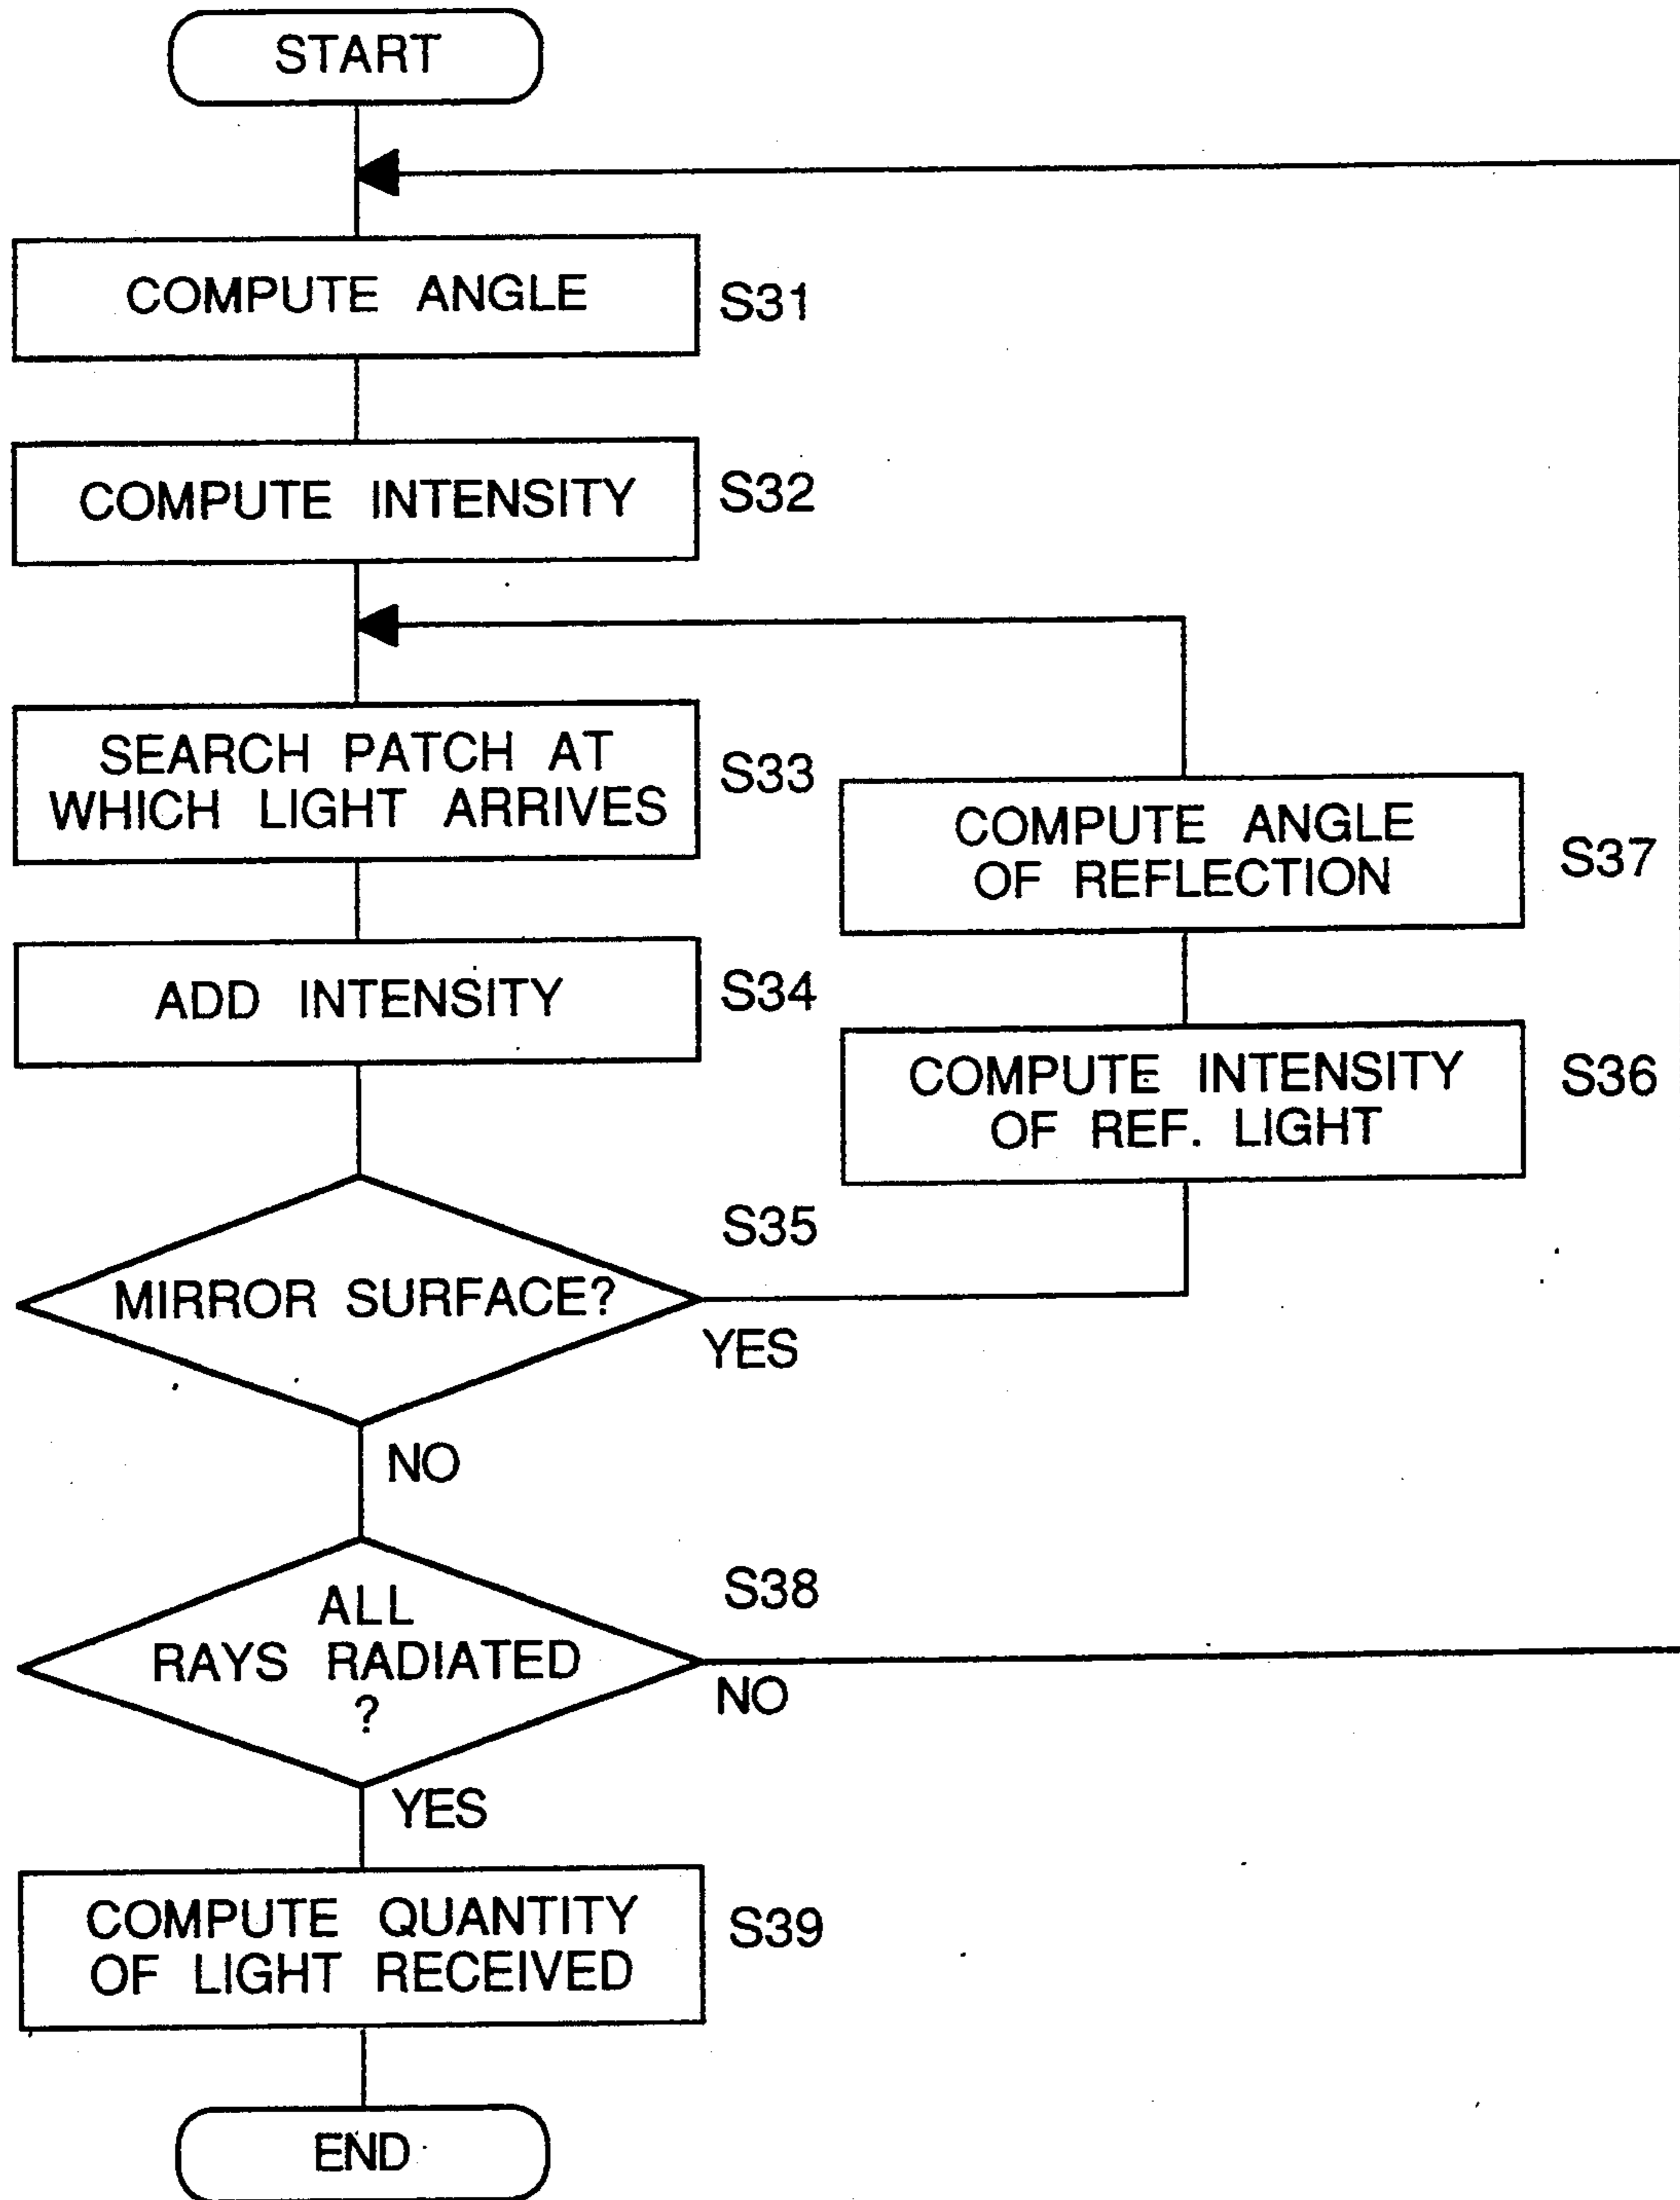 START
COMPUTE ANGLE
S31
COMPUTE INTENSITY
S32
SEARCH PATCH AT
WHICH LIGHT ARRIVES
S33
COMPUTE ANGLE
OF REFLECTION
S37
ADD INTENSITY
S34
COMPUTE INTENSITY
OF REF. LIGHT
S36
S35
MIRROR SURFACE?
YES
NO
S38
ALL
RAYS RADIATED
?
NO
YES
COMPUTE QUANTITY
OF LIGHT RECEIVED
S39
END